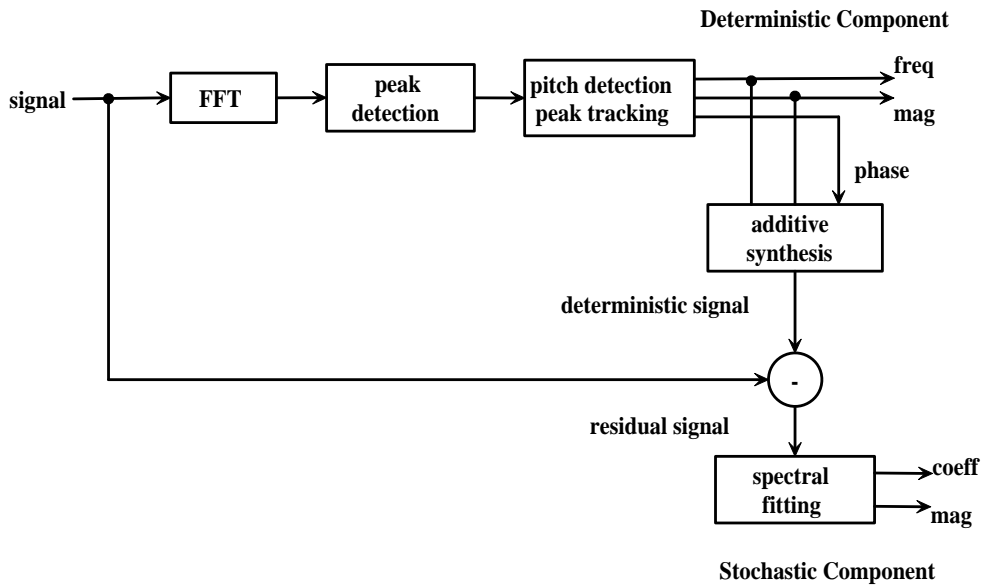 Deterministic Component
signal
FFT
peak
detection
pitch detection
peak tracking
freq
mag
phase
additive
synthesis
deterministic signal
-
residual signal
spectral
fitting
coeff
mag
Stochastic Component